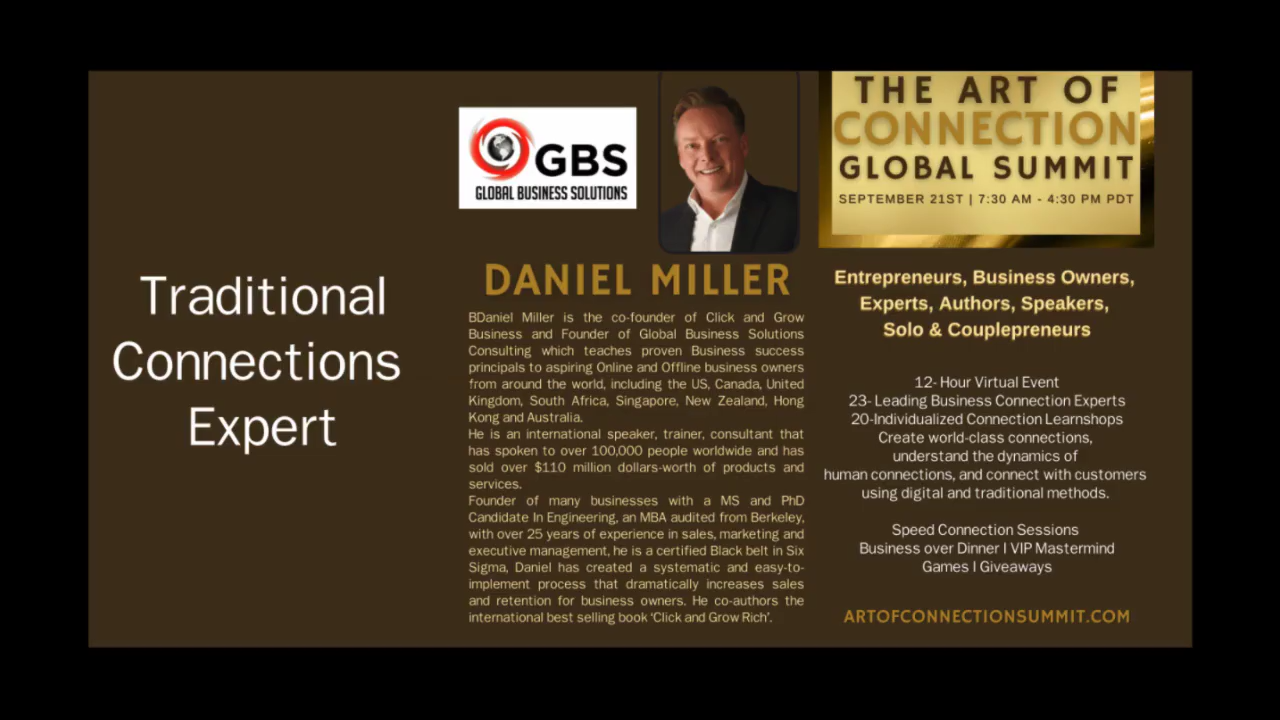 Traditional
Connections
Expert
GBS
GLOBAL BUSINESS SOLUTIONS
DANIEL MILLER
BDaniel Miller is the co-founder of Click and Grow
Business and Founder of Global Business Solutions
Consulting which teaches proven Business success
principals to aspiring Online and Offline business owners
from around the world, including the US, Canada, United
Kingdom, South Africa, Singapore, New Zealand, Hong
Kong and Australia.
He is an international speaker, trainer, consultant that
has spoken to over 100,000 people worldwide and has
sold over $110 million dollars-worth of products and
services.
Founder of many businesses with a MS and PhD
Candidate In Engineering, an MBA audited from Berkeley,
with over 25 years of experience in sales, marketing and
executive management, he is a certified Black belt in Six
Sigma, Daniel has created a systematic and easy-to-
implement process that dramatically increases sales
and retention for business owners. He co-authors the
international best selling book ‘Click and Grow Rich’.
THE ART OF
CONNECTION
GLOBAL SUMMIT
SEPTEMBER 21ST | 7:30 AM - 4:30 PM PDT
Entrepreneurs, Business Owners,
Experts, Authors, Speakers,
Solo & Couplepreneurs
12- Hour Virtual Event
23- Leading Business Connection Experts
20-Individualized Connection Learnshops
Create world-class connections,
understand the dynamics of
human connections, and connect with customers
using digital and traditional methods.
Speed Connection Sessions
Business over Dinner I VIP Mastermind
Games I Giveaways
ARTOFCONNECTIONSUMMIT.COM